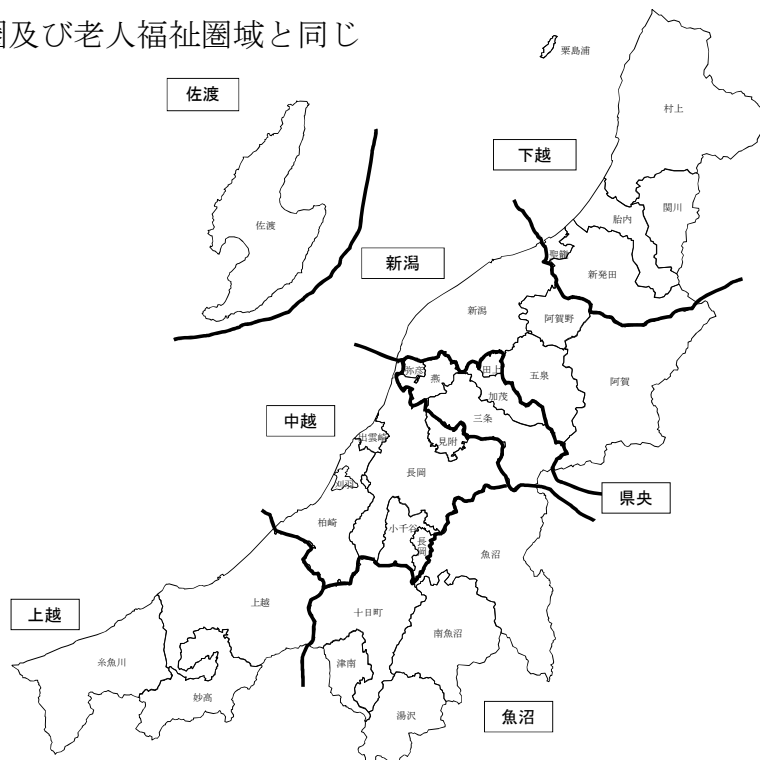 圏及び老人福祉圏域と同じ
粟島浦
佐渡
村上
下越
関川
胎内
佐渡
聖籠
新潟
新発田
新潟
阿賀野
弥彦
燕
田上
五泉
阿賀
加茂
三条
中越
出雲崎
見附
長岡
刈羽
県央
柏崎
小千谷
長岡
魚沼
上越
上越
十日町
南魚沼
糸魚川
津南
妙高
湯沢
魚沼